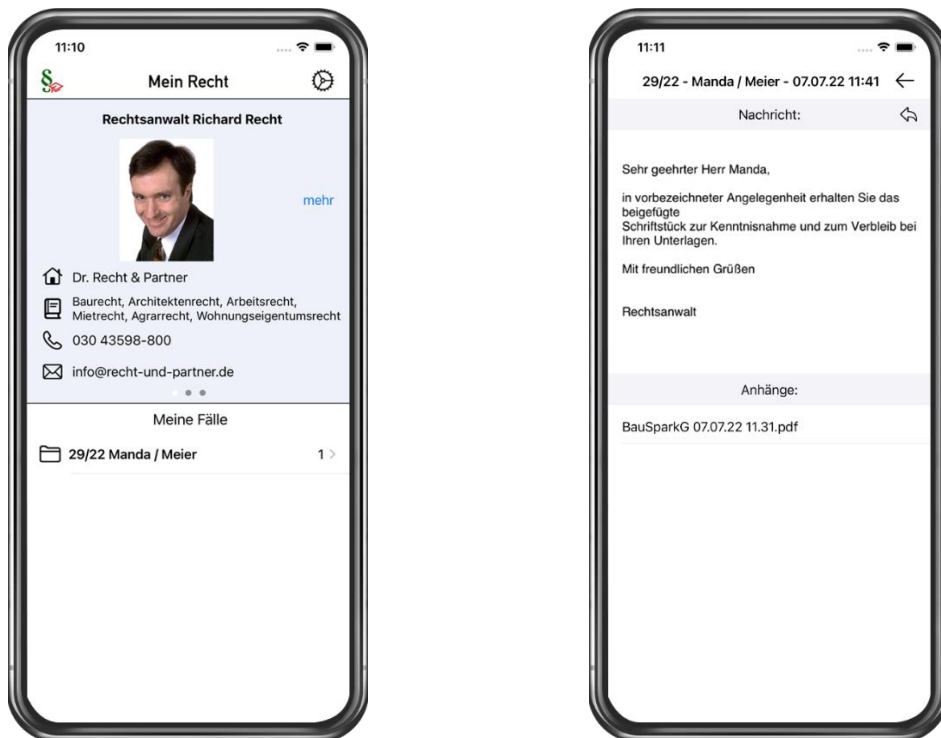 11:10
Mein Recht
Rechtsanwalt Richard Recht
mehr
Dr. Recht & Partner
Baurecht, Architektenrecht, Arbeitsrecht,
Mietrecht, Agrarrecht, Wohnungseigentumsrecht
030 43598-800
info@recht-und-partner.de
Meine Fälle
29/22 Manda / Meier 1 >
11:11
29/22 - Manda / Meier - 07.07.22 11:41
Nachricht:
Sehr geehrter Herr Manda,
in vorbezeichneter Angelegenheit erhalten Sie das
beigefügte
Schriftstück zur Kenntnisnahme und zum Verbleib bei
Ihren Unterlagen.
Mit freundlichen Grüßen
Rechtsanwalt
Anhänge:
BauSparkG 07.07.22 11.31.pdf